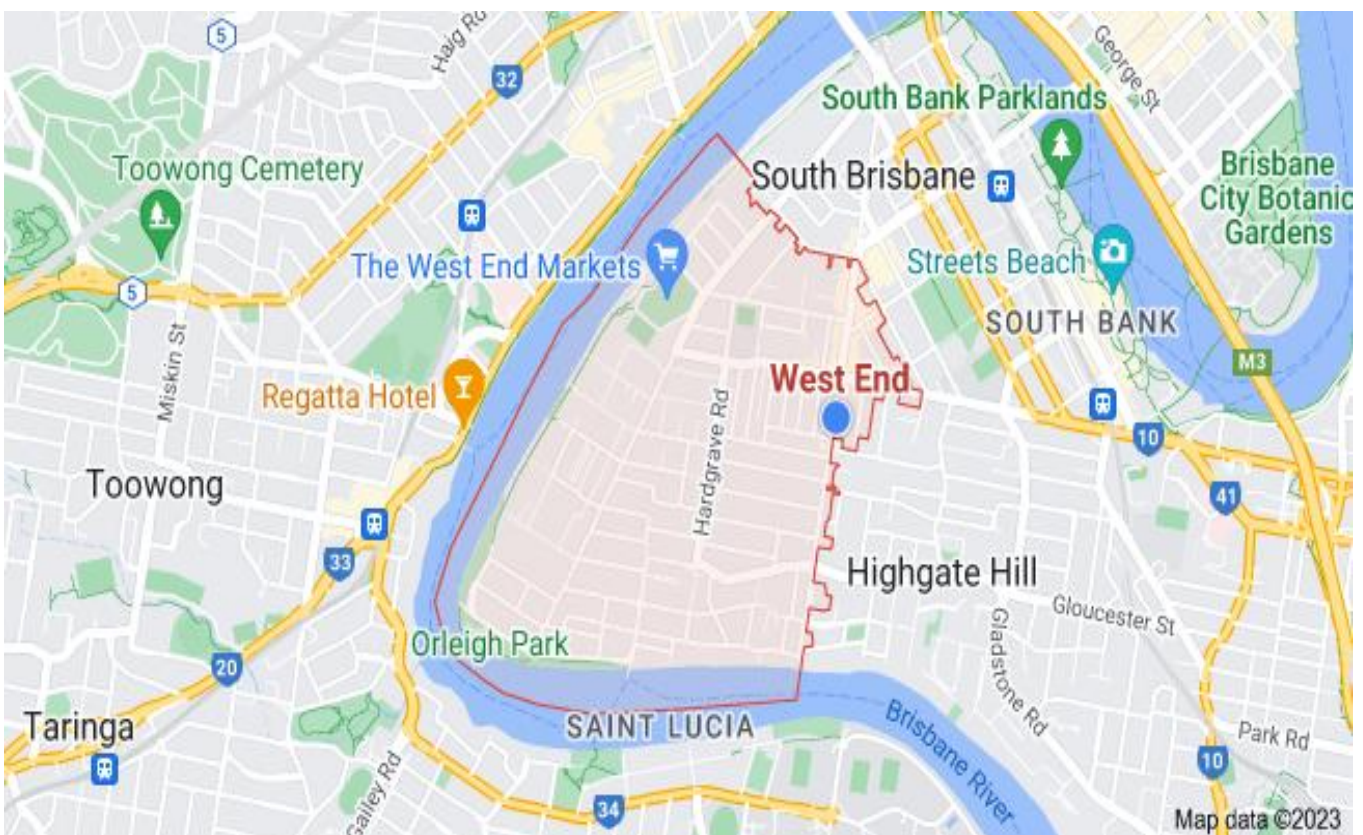 5
Haig Rd
32
George St
South Bank Parklands
Toowong Cemetery
South Brisbane
Brisbane
City Botanic
Gardens
The West End Markets
Streets Beach
5
SOUTH BANK
Miskin St
M3
Regatta Hotel
West End
Hardgrave Rd
10
Toowong
41
33
Highgate Hill
Gloucester St
Gladstone Rd
Orleigh Park
20
SAINT LUCIA
Taringa
Brisbane River
Park Rd
10
Gailey Rd
34
Map data ©2023